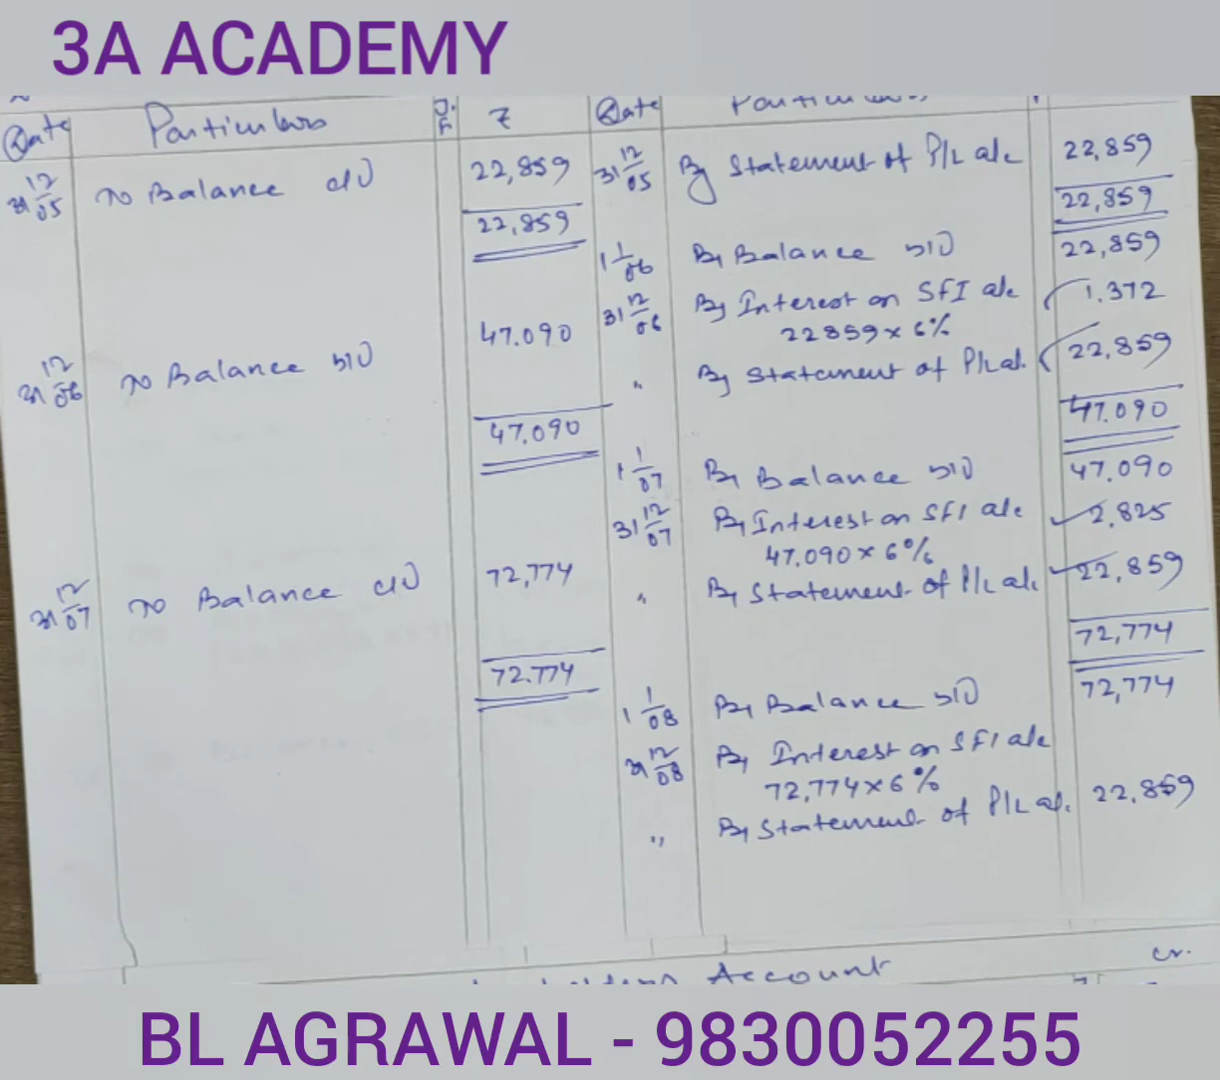 3A ACADEMY
Date Particulars J.F ₹ Date Particulars
31 12/05 To Balance c/D 22,859 31 12/05 By Statement of P/L a/c 22,859
22,859 22,859
1 1/06 By Balance b/D 22,859
31 12/06 By Interest on SFI a/c 1.372
22859 x 6%
31 12/06 To Balance b/D 47.090 " By Statement of P/L a/. 22,859
47.090 47.090
1 1/07 By Balance b/D 47.090
31 12/07 By Interest on SFI a/c 2.825
47.090 x 6%
31 12/07 To Balance c/D 72,774 " By Statement of P/L a/c 22,859
72.774 72,774
1 1/08 By Balance b/D 72,774
31 12/08 By Interest on SFI a/c
72,774 x 6%
" By Statement of P/L a/. 22.859
Account cr.
BL AGRAWAL - 9830052255